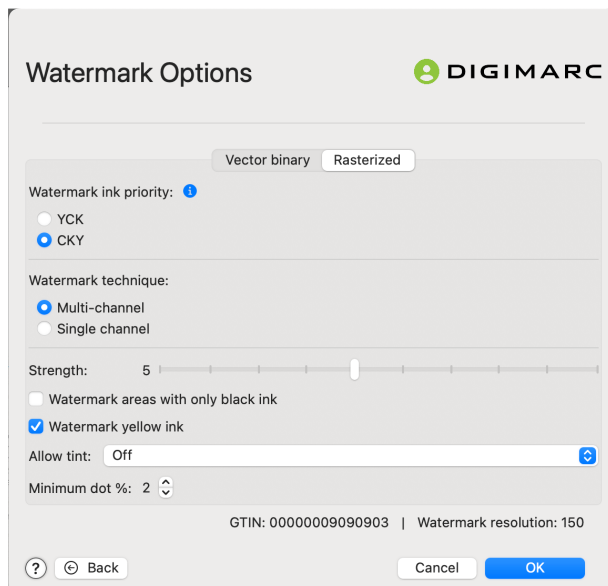 Watermark Options
DIGIMARC
Vector binary Rasterized
Watermark ink priority: i
YCK
CKY
Watermark technique:
Multi-channel
Single channel
Strength: 5
Watermark areas with only black ink
Watermark yellow ink
Allow tint: Off
Minimum dot %: 2
GTIN: 00000009090903 | Watermark resolution: 150
? Back Cancel OK